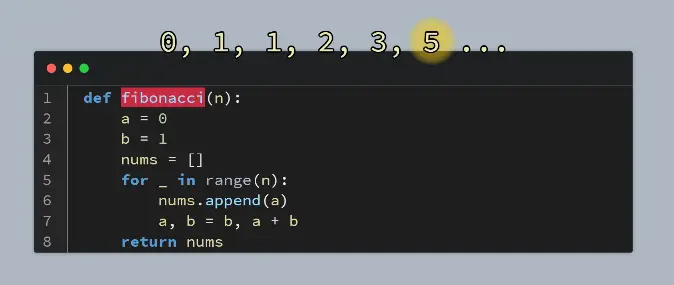 0, 1, 1, 2, 3, 5 ...
1 def fibonacci(n):
2     a = 0
3     b = 1
4     nums = []
5     for _ in range(n):
6         nums.append(a)
7         a, b = b, a + b
8     return nums